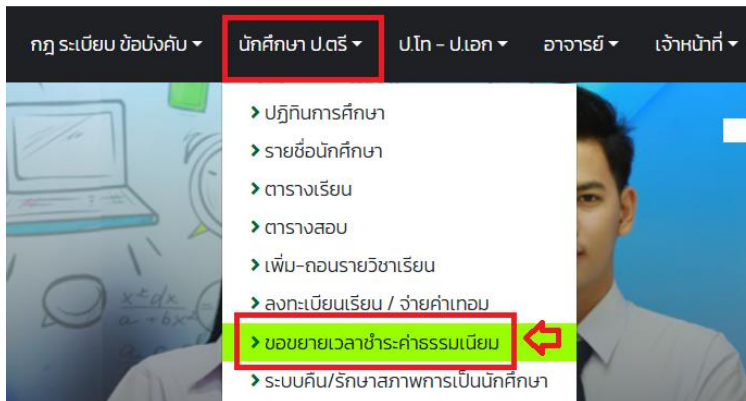 กฎ ระเบียบ ข้อบังคับ นักศึกษา ป.ตรี ป.โท - ป.เอก อาจารย์ เจ้าหน้าที่
ปฏิทินการศึกษา
รายชื่อนักศึกษา
ตารางเรียน
ตารางสอบ
เพิ่ม-ถอนรายวิชาเรียน
ลงทะเบียนเรียน / จ่ายค่าเทอม
ขอขยายเวลาชำระค่าธรรมเนียม
ระบบคืน/รักษาสภาพการเป็นนักศึกษา